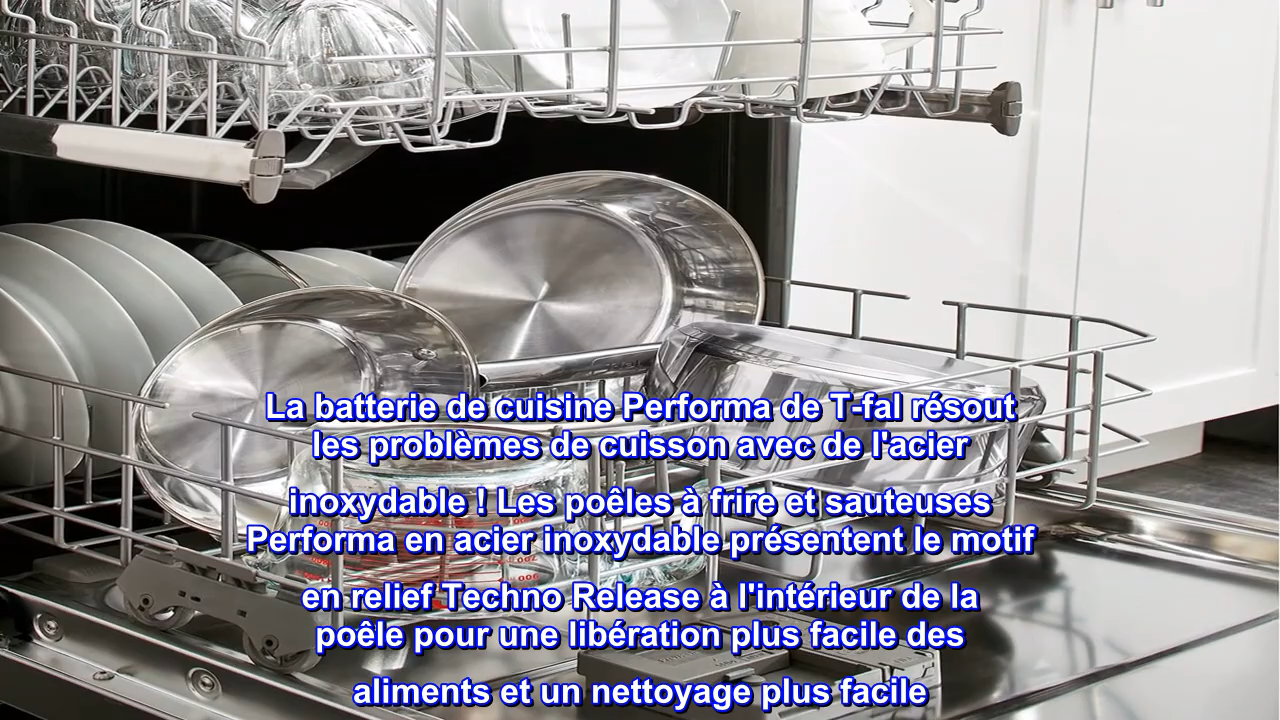 La batterie de cuisine Performa de T-fal résout
les problèmes de cuisson avec de l'acier
inoxydable ! Les poêles à frire et sauteuses
Performa en acier inoxydable présentent le motif
en relief Techno Release à l'intérieur de la
poêle pour une libération plus facile des
aliments et un nettoyage plus facile